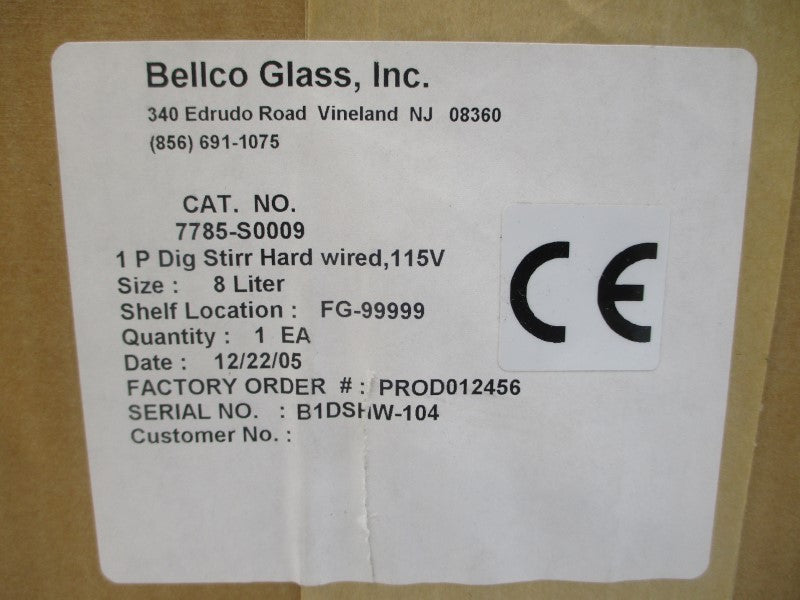 Bellco Glass, Inc.
340 Edrudo Road Vineland NJ 08360
(856) 691-1075
CAT. NO.
7785-S0009
1 P Dig Stirr Hard wired,115V
Size : 8 Liter
Shelf Location : FG-99999
Quantity : 1 EA
Date : 12/22/05
FACTORY ORDER # : PROD012456
SERIAL NO. : B1DSHW-104
Customer No. :
CE